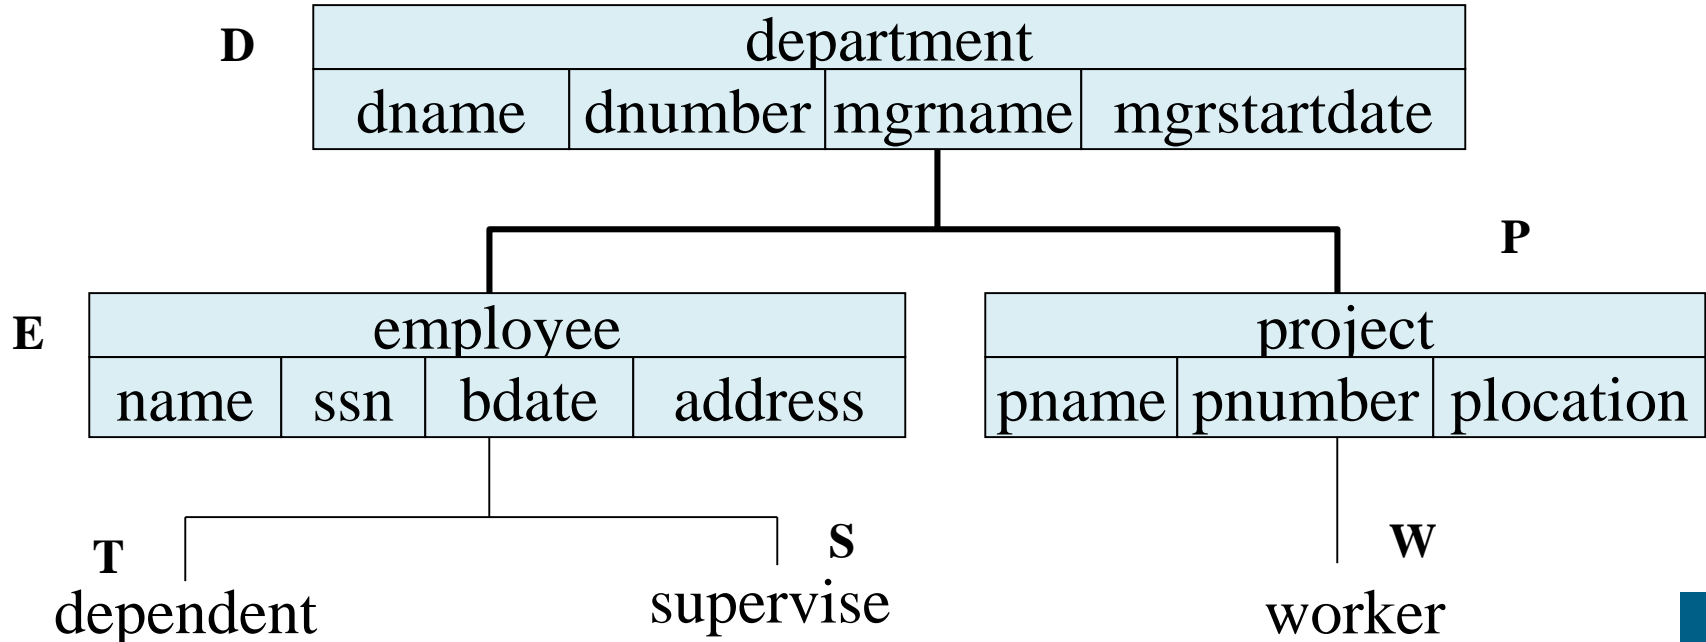 D department
dname dnumber mgrname mgrstartdate
P
E employee project
name ssn bdate address pname pnumber plocation
T S W
dependent supervise worker